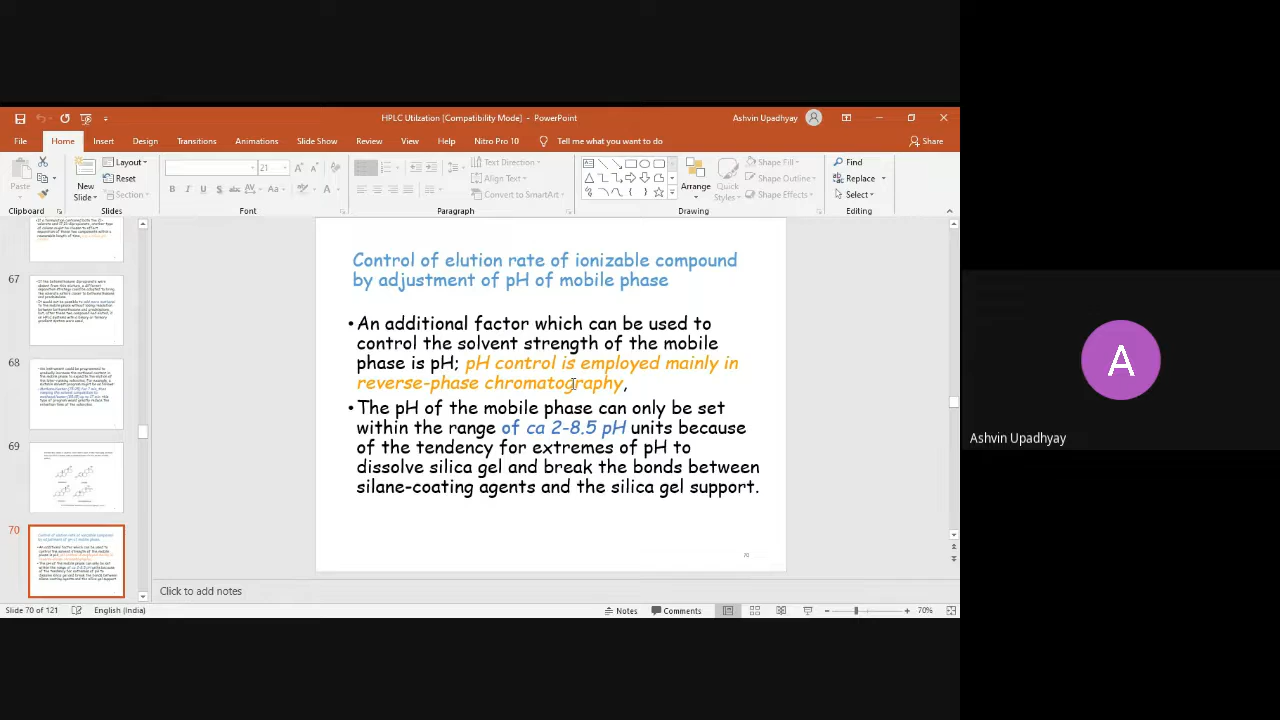 HPLC Utilzation [Compatibility Mode] - PowerPoint
Ashvin Upadhyay
File Home Insert Design Transitions Animations Slide Show Review View Help Nitro Pro 10 Tell me what you want to do
Share
Paste
New
Slide
Layout
Reset
Section
21
Text Direction
Align Text
Convert to SmartArt
Arrange
Quick
Styles
Shape Fill
Shape Outline
Shape Effects
Find
Replace
Select
Clipboard Slides Font Paragraph Drawing Editing
67
68
69
70
Control of elution rate of ionizable compound
by adjustment of pH of mobile phase
• An additional factor which can be used to
control the solvent strength of the mobile
phase is pH; pH control is employed mainly in
reverse-phase chromatography,
• The pH of the mobile phase can only be set
within the range of ca 2-8.5 pH units because
of the tendency for extremes of pH to
dissolve silica gel and break the bonds between
silane-coating agents and the silica gel support.
70
Click to add notes
Slide 70 of 121 English (India) Notes Comments 70%
A
Ashvin Upadhyay